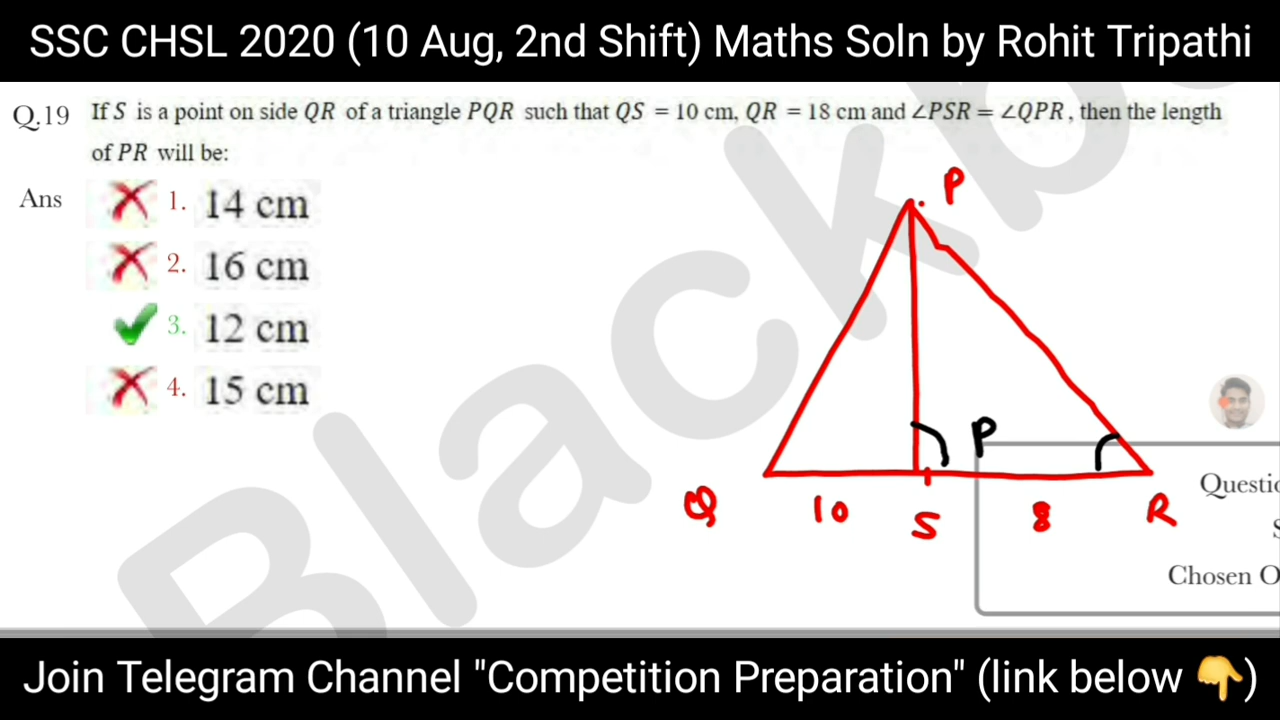 SSC CHSL 2020 (10 Aug, 2nd Shift) Maths Soln by Rohit Tripathi
Q.19 If S is a point on side QR of a triangle PQR such that QS = 10 cm, QR = 18 cm and ∠PSR = ∠QPR, then the length
of PR will be:
Ans
1. 14 cm
2. 16 cm
3. 12 cm
4. 15 cm
P
P
Q 10 S 8 R
Questio
S
Chosen O
Blackb
Join Telegram Channel "Competition Preparation" (link below 👇)